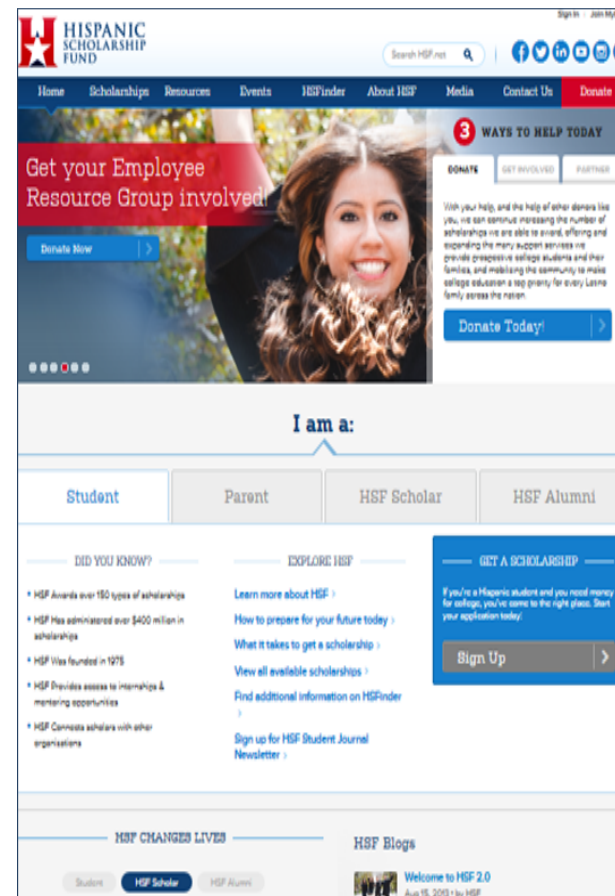 Sign In
HISPANIC
SCHOLARSHIP
FUND
Search HSF.net
Home Scholarships Resources Events HSFinder About HSF Media Contact Us Donate
3 WAYS TO HELP TODAY
DONATE GET INVOLVED PARTNER
Get your Employee
Resource Group involved!
Donate Now
With your help, and the help of other donors like
you, we can continue increasing the number of
scholarships we are able to award, offering and
expanding the many support services we
provide prospective college students and their
families, and mobilizing the community to make
college education a top priority for every Latino
family across the nation.
Donate Today!
I am a:
Student Parent HSF Scholar HSF Alumni
DID YOU KNOW?
• HSF Awards over 150 types of scholarships
• HSF Has administered over $400 million in
scholarships
• HSF Was founded in 1975
• HSF Provides access to internships &
mentoring opportunities
• HSF Connects scholars with other
organizations
EXPLORE HSF
Learn more about HSF >
How to prepare for your future today >
What it takes to get a scholarship >
View all available scholarships >
Find additional information on HSFinder
>
Sign up for HSF Student Journal
Newsletter >
GET A SCHOLARSHIP
If you're a Hispanic student and you need money
for college, you've come to the right place. Start
your application today!
Sign Up
HSF CHANGES LIVES
Student HSF Scholar HSF Alumni
HSF Blogs
Welcome to HSF 2.0
Aug 15, 2013 • by HSF